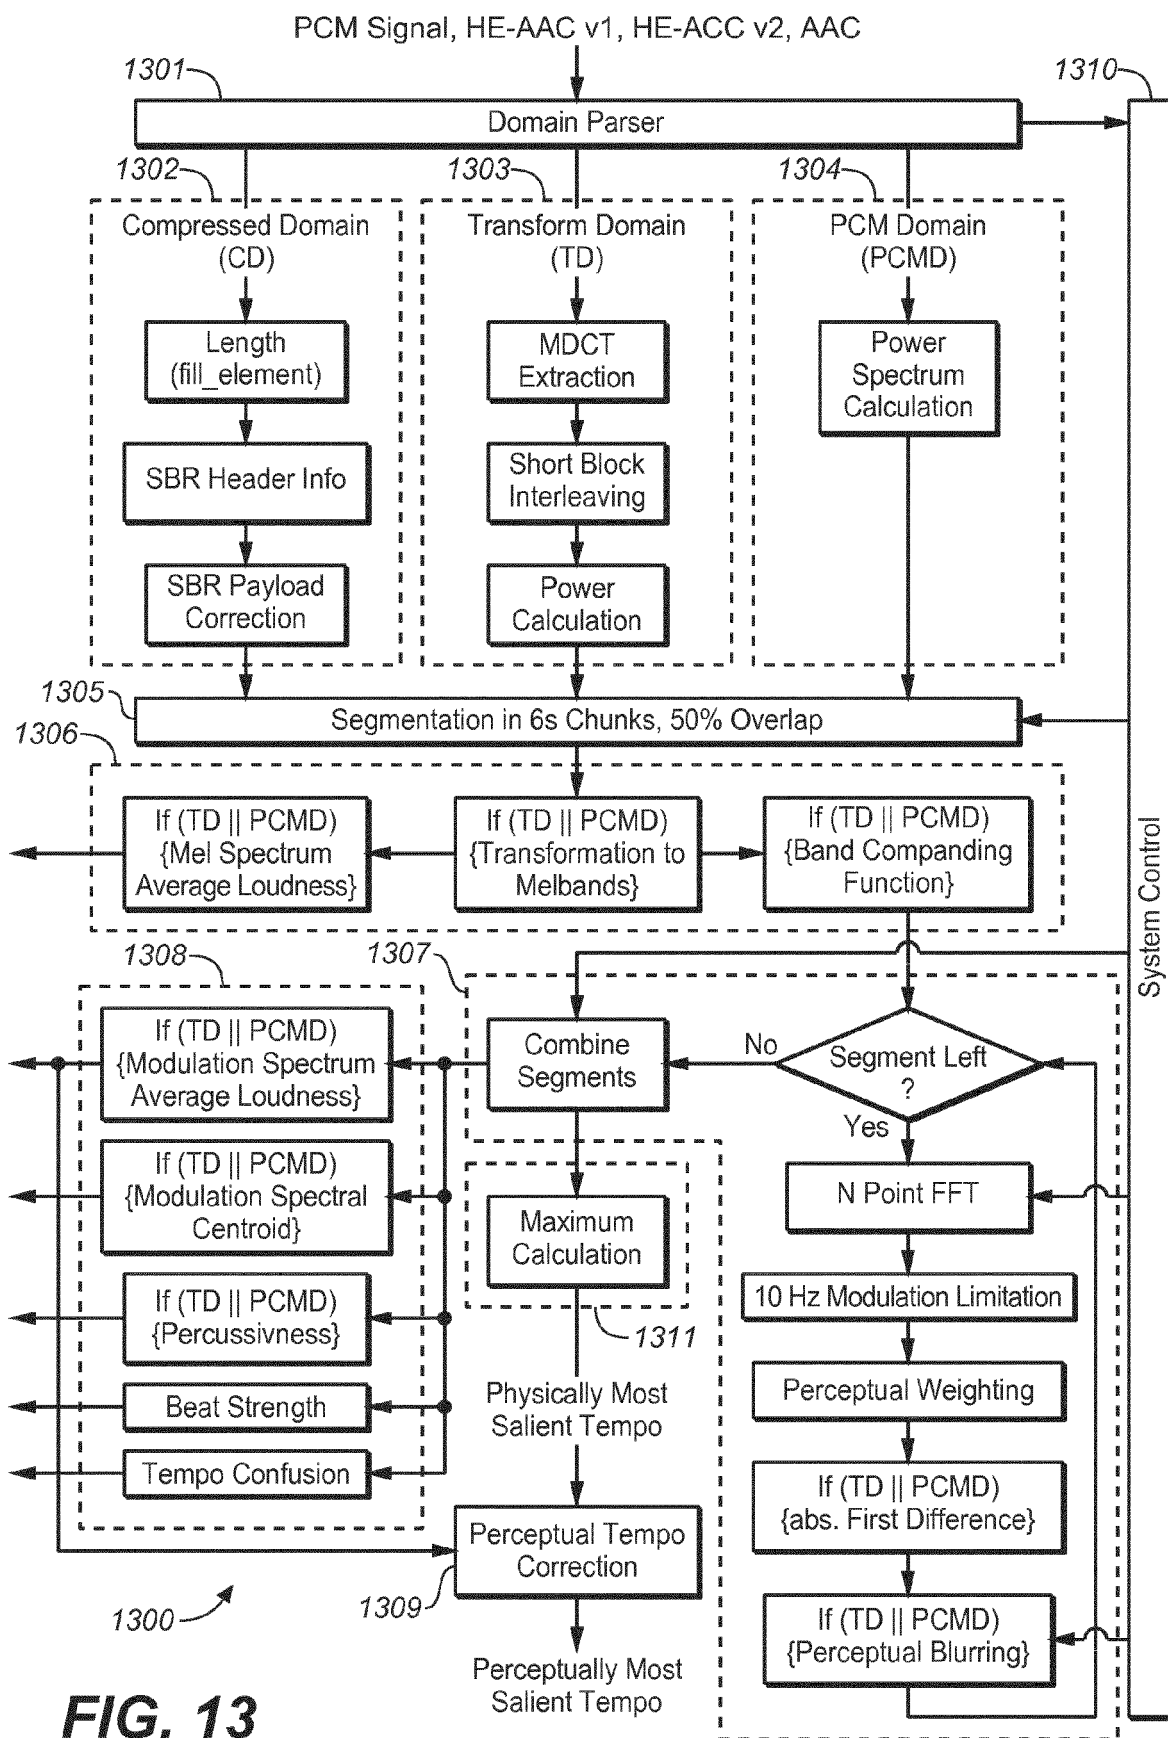 PCM Signal, HE-AAC v1, HE-ACC v2, AAC
1301
1310
Domain Parser
1302
1303
1304
Compressed Domain
(CD)
Transform Domain
(TD)
PCM Domain
(PCMD)
Length
(fill_element)
MDCT
Extraction
Power
Spectrum
Calculation
SBR Header Info
Short Block
Interleaving
SBR Payload
Correction
Power
Calculation
1305
Segmentation in 6s Chunks, 50% Overlap
1306
If (TD || PCMD)
{Mel Spectrum
Average Loudness}
If (TD || PCMD)
{Transformation to
Melbands}
If (TD || PCMD)
{Band Companding
Function}
System Control
1308
1307
If (TD || PCMD)
{Modulation Spectrum
Average Loudness}
Combine
Segments
No
Segment Left
?
Yes
If (TD || PCMD)
{Modulation Spectral
Centroid}
Maximum
Calculation
N Point FFT
10 Hz Modulation Limitation
If (TD || PCMD)
{Percussivness}
1311
Physically Most
Salient Tempo
Perceptual Weighting
Beat Strength
Tempo Confusion
If (TD || PCMD)
{abs. First Difference}
Perceptual Tempo
Correction
1309
1300
If (TD || PCMD)
{Perceptual Blurring}
Perceptually Most
Salient Tempo
FIG. 13